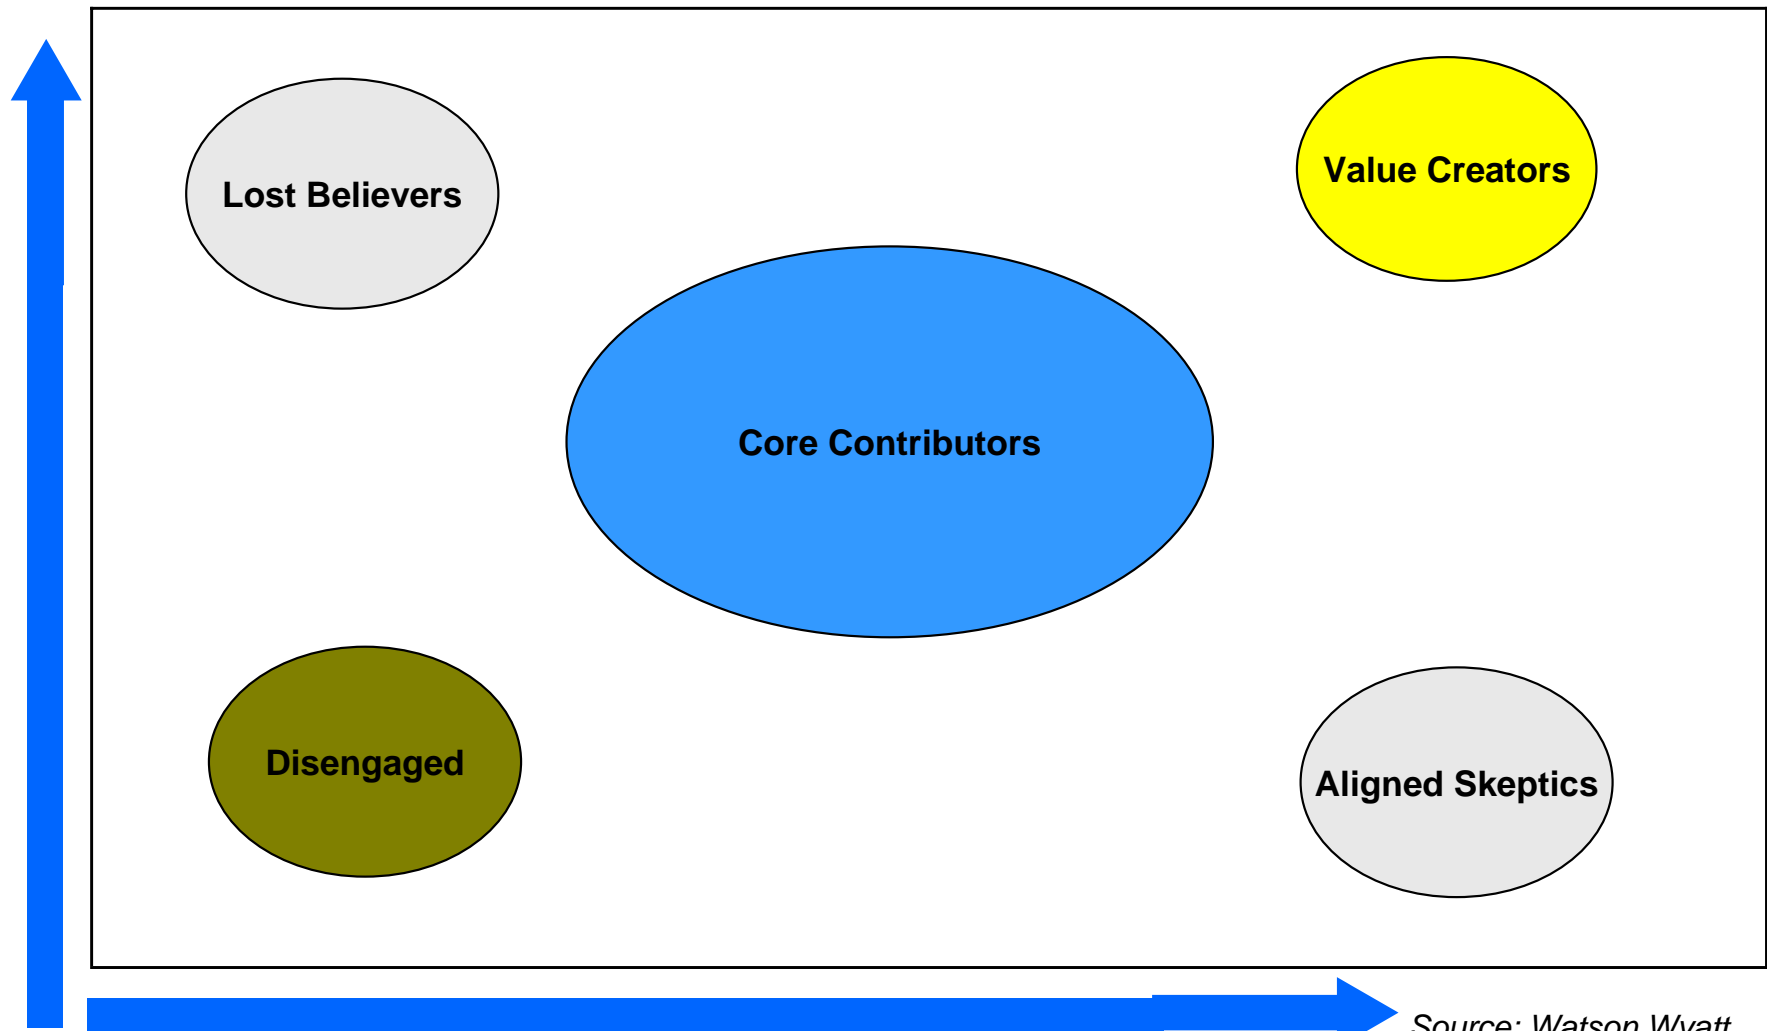 Lost Believers
Value Creators
Core Contributors
Disengaged
Aligned Skeptics
Source: Watson Wyatt